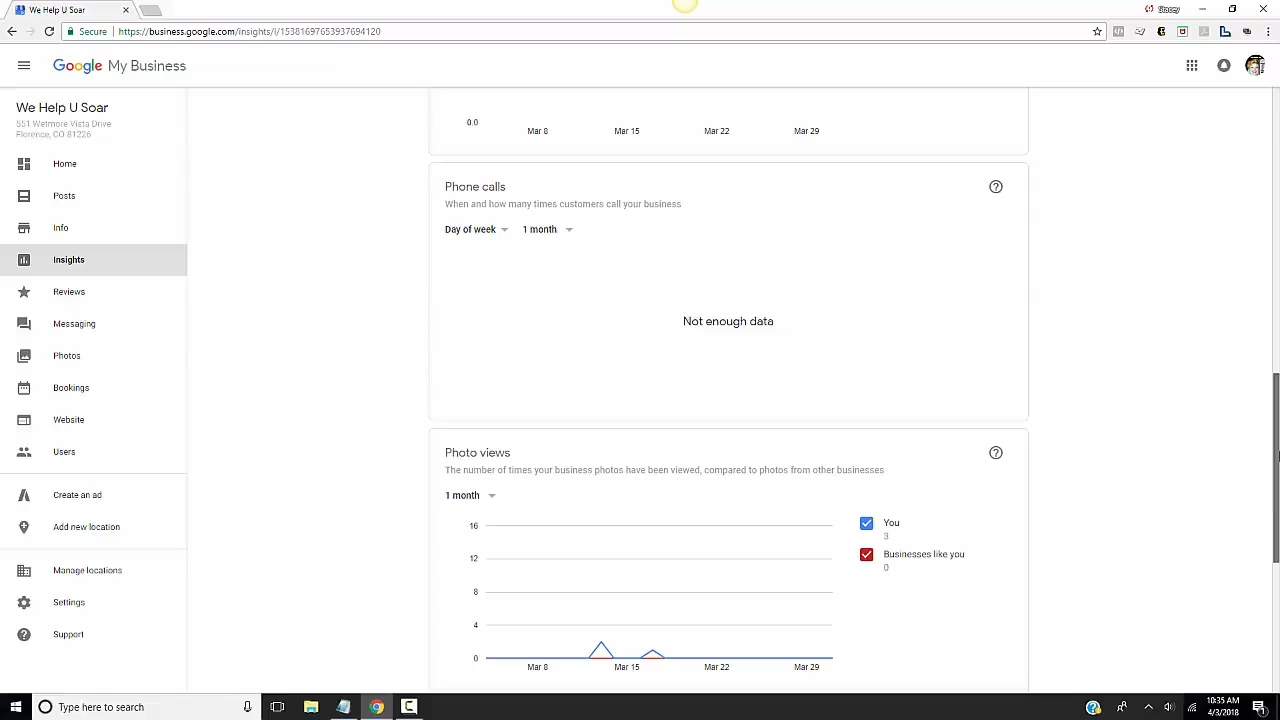 We Help U Soar
Stacey
Secure https://business.google.com/insights/l/15381697653937694120
Google My Business
We Help U Soar
551 Wetmore Vista Drive
Florence, CO 81226
Home
Posts
Info
Insights
Reviews
Messaging
Photos
Bookings
Website
Users
Create an ad
Add new location
Manage locations
Settings
Support
0.0
Mar 8 Mar 15 Mar 22 Mar 29
Phone calls
When and how many times customers call your business
Day of week 1 month
Not enough data
Photo views
The number of times your business photos have been viewed, compared to photos from other businesses
1 month
16
12
8
4
0
Mar 8 Mar 15 Mar 22 Mar 29
You
3
Businesses like you
0
Type here to search
10:35 AM
4/3/2018